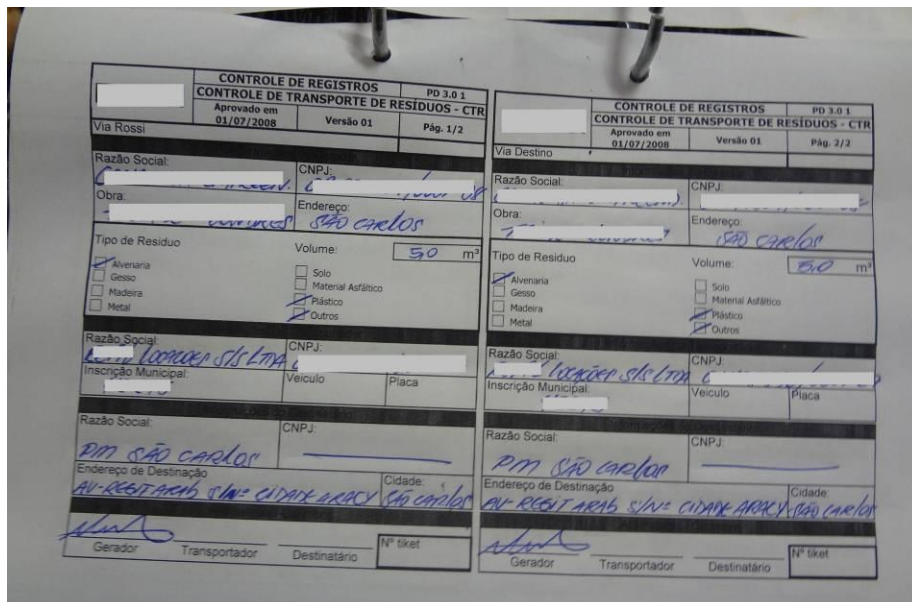 CONTROLE DE REGISTROS
PD 3.0 1
CONTROLE DE TRANSPORTE DE RESÍDUOS - CTR
Aprovado em
01/07/2008
Versão 01
Pág. 1/2
Via Rossi
Razão Social:
CNPJ:
Obra:
Endereço:
SÃO CARLOS
Tipo de Residuo
Volume:
5,0 m³
Alvenaria
Gesso
Madeira
Metal
Solo
Material Asfáltico
Plástico
Outros
Razão Social:
CNPJ:
LOCAÇÕES S/S LTDA
Inscrição Municipal:
Veiculo
Placa
Razão Social:
CNPJ:
PM SÃO CARLOS
Endereço de Destinação
Cidade:
AV- REGIT ARAB S/Nº CIDADE ARACY SÃO CARLOS
Gerador
Transportador
Destinatário
Nº tiket
CONTROLE DE REGISTROS
PD 3.0 1
CONTROLE DE TRANSPORTE DE RESÍDUOS - CTR
Aprovado em
01/07/2008
Versão 01
Pág. 2/2
Via Destino
Razão Social:
CNPJ:
Obra:
Endereço:
SÃO CARLOS
Tipo de Residuo
Volume:
5,0 m³
Alvenaria
Gesso
Madeira
Metal
Solo
Material Asfáltico
Plástico
Outros
Razão Social:
CNPJ:
LOCAÇÕES S/S LTDA
Inscrição Municipal:
Veiculo
Placa
Razão Social:
CNPJ:
PM SÃO CARLOS
Endereço de Destinação
Cidade:
AV- REGIT ARAB S/Nº CIDADE ARACY SÃO CARLOS
Gerador
Transportador
Destinatário
Nº tiket